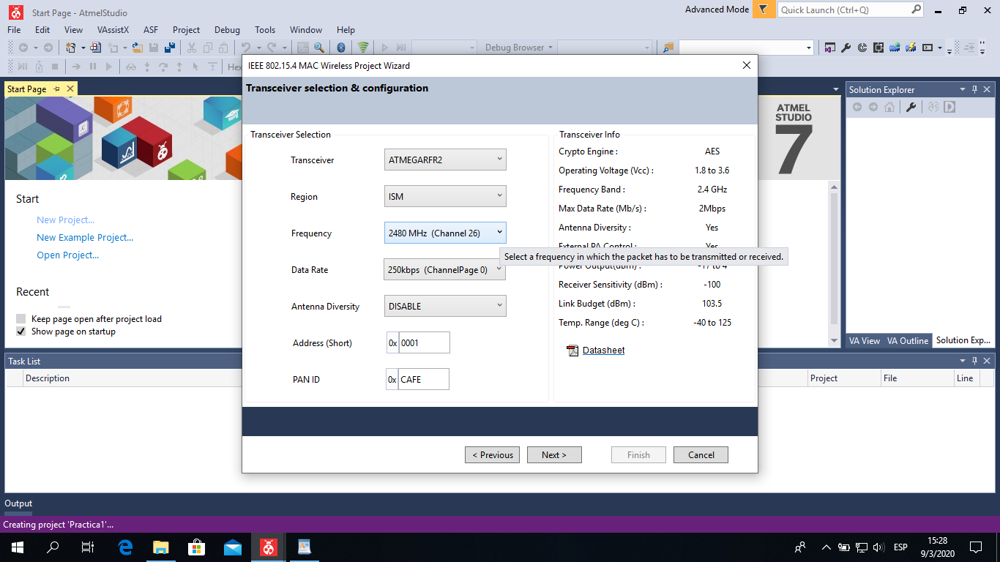 Start Page - AtmelStudio
Advanced Mode
Quick Launch (Ctrl+Q)
File Edit View VAssistX ASF Project Debug Tools Window Help
Debug Browser
Hex
IEEE 802.15.4 MAC Wireless Project Wizard
Transceiver selection & configuration
Start Page
Solution Explorer
ATMEL
STUDIO
7
Start
New Project...
New Example Project...
Open Project...
Recent
Keep page open after project load
Show page on startup
Transceiver Selection
Transceiver ATMEGARFR2
Region ISM
Frequency 2480 MHz (Channel 26)
Data Rate 250kbps (ChannelPage 0)
Antenna Diversity DISABLE
Address (Short) 0x 0001
PAN ID 0x CAFE
Transceiver Info
Crypto Engine : AES
Operating Voltage (Vcc) : 1.8 to 3.6
Frequency Band : 2.4 GHz
Max Data Rate (Mb/s) : 2Mbps
Antenna Diversity : Yes
External PA Control : Yes
Select a frequency in which the packet has to be transmitted or received.
Power Output(dBm) : -17 to 4
Receiver Sensitivity (dBm) : -100
Link Budget (dBm) : 103.5
Temp. Range (deg C) : -40 to 125
Datasheet
VA View VA Outline Solution Exp...
Task List
Description Project File Line
< Previous Next > Finish Cancel
Output
Creating project 'Practica1'...
ESP
15:28
9/3/2020